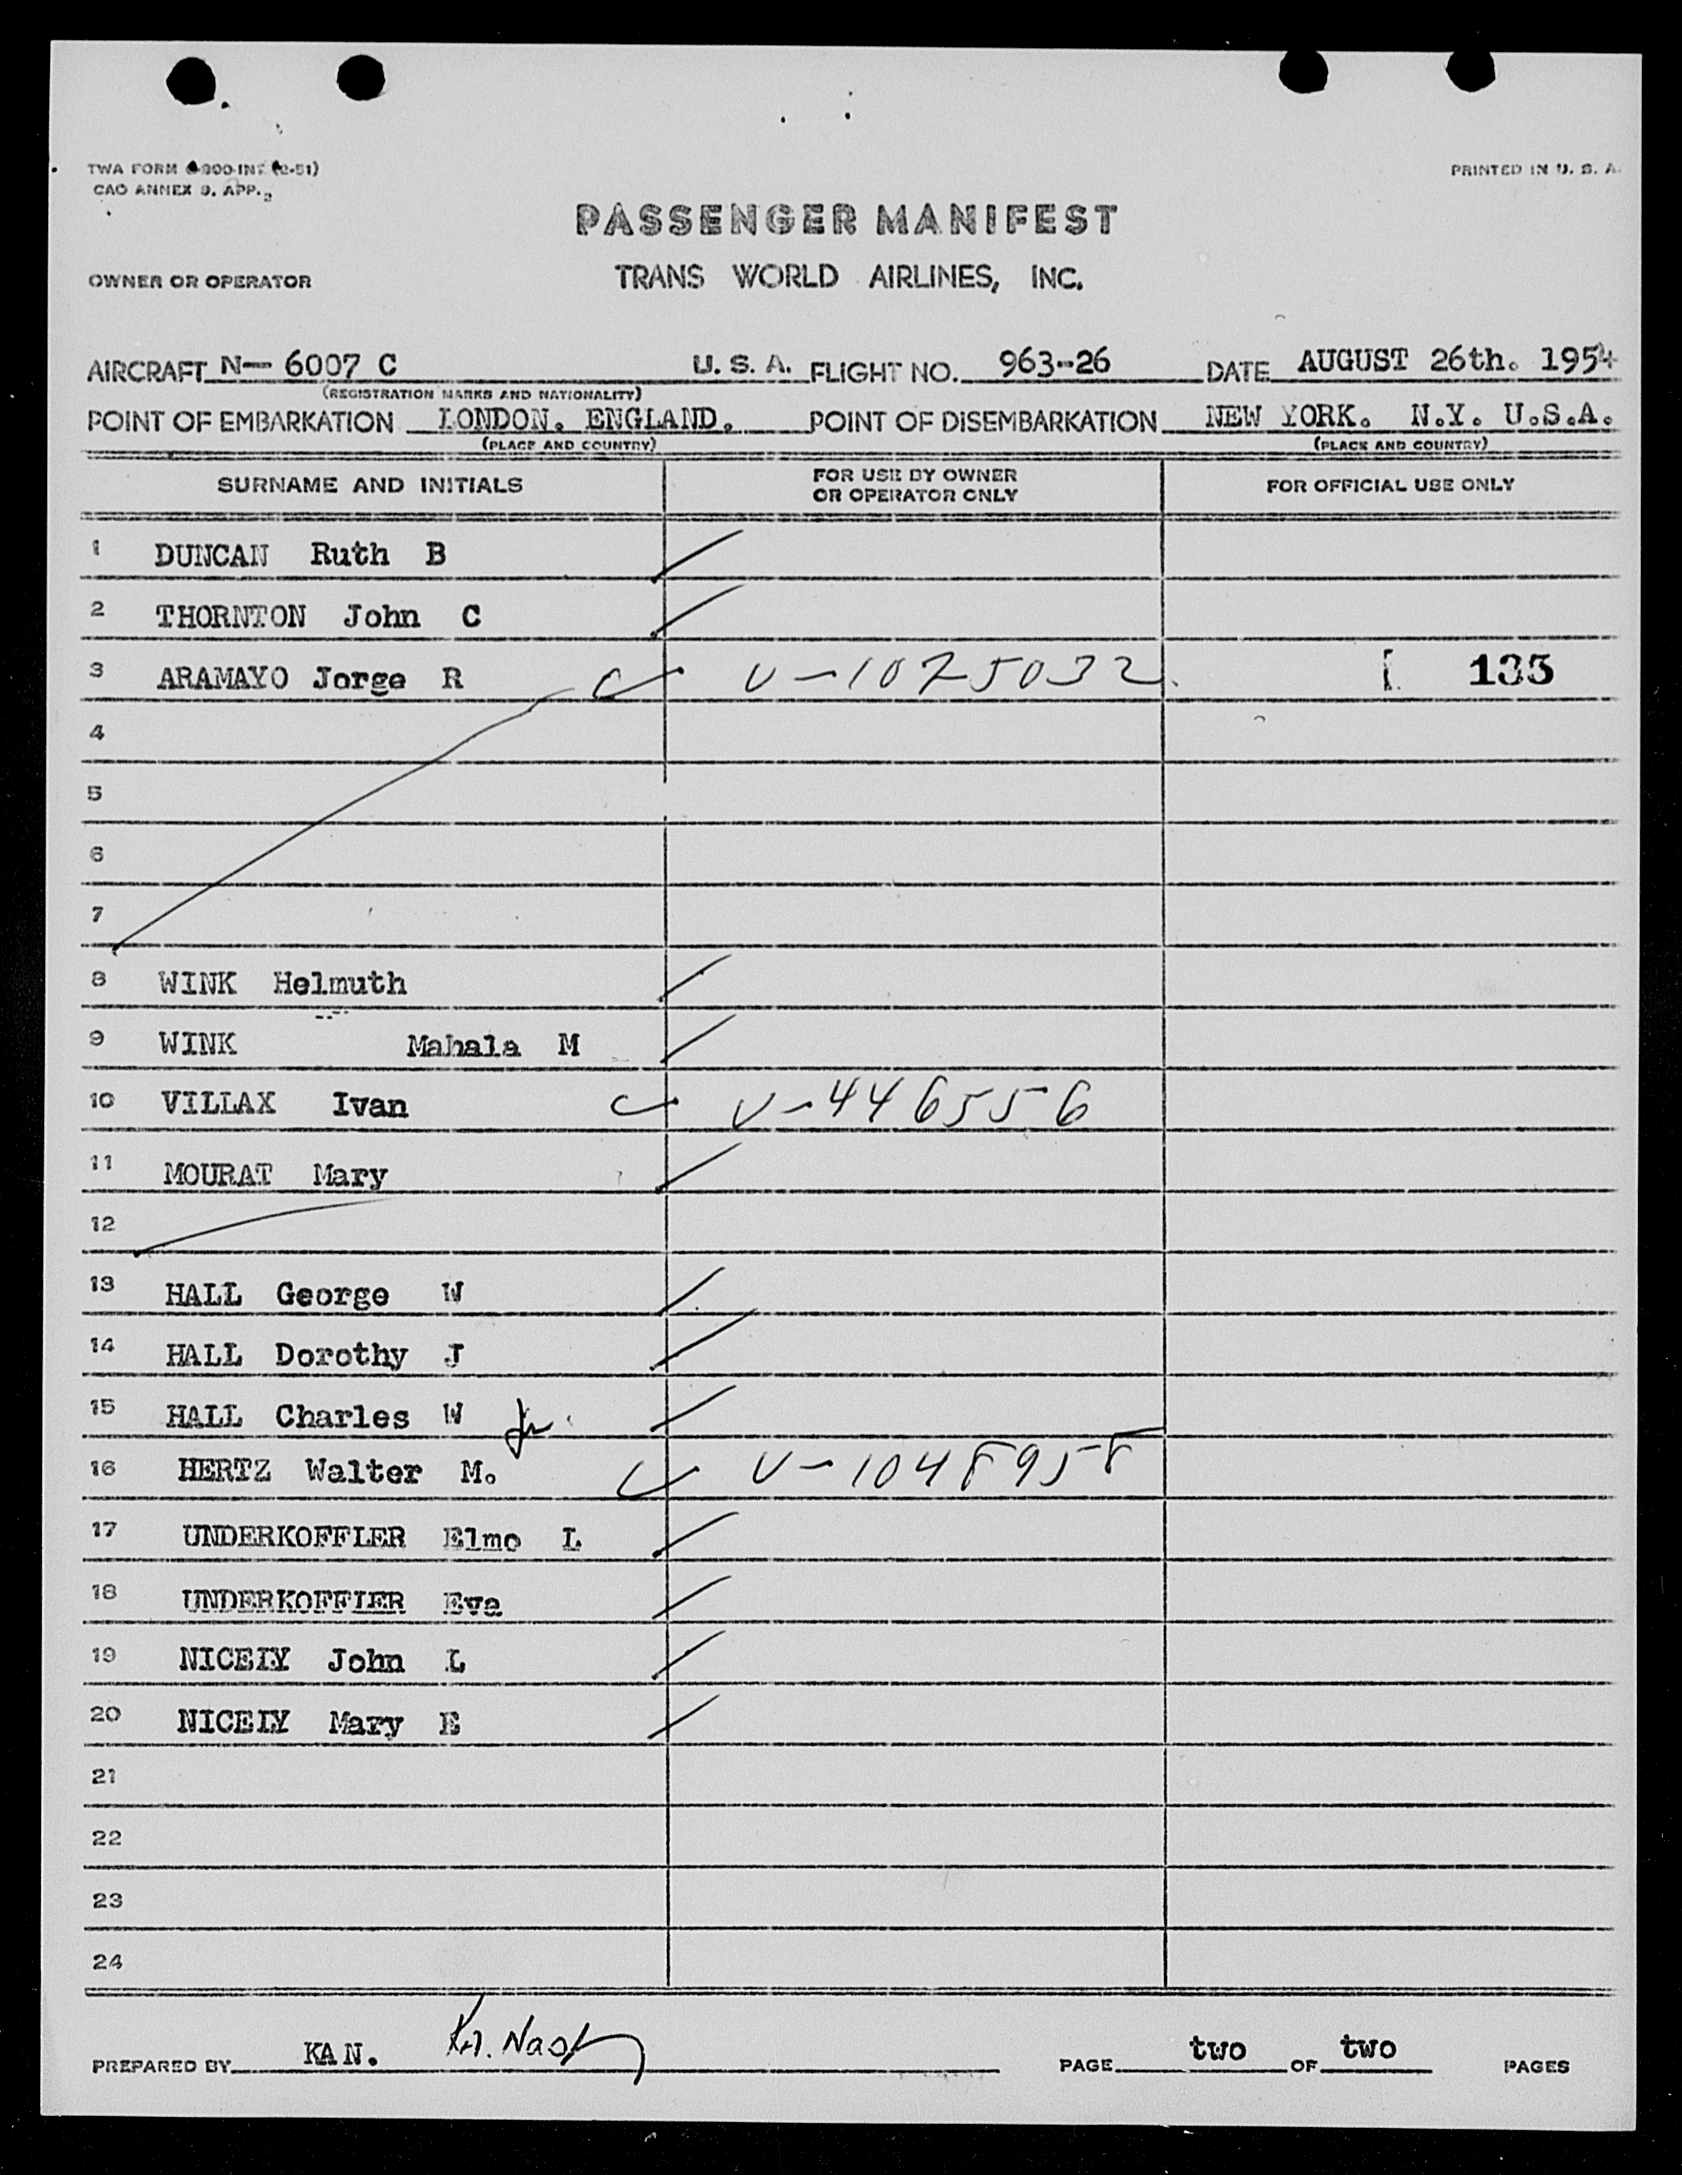 TWA FORM
CAO ANNEX 9. APP. 2
PRINTED IN U. S. A.
PASSENGER MANIFEST
OWNER OR OPERATOR TRANS WORLD AIRLINES, INC.
AIRCRAFT N- 6007 C U. S. A. FLIGHT NO. 963-26 DATE AUGUST 26th. 1954
(REGISTRATION MARKS AND NATIONALITY)
POINT OF EMBARKATION LONDON. ENGLAND. POINT OF DISEMBARKATION NEW YORK. N.Y. U.S.A.
(PLACE AND COUNTRY) (PLACE AND COUNTRY)
SURNAME AND INITIALS FOR USE BY OWNER OR OPERATOR ONLY FOR OFFICIAL USE ONLY
1 DUNCAN Ruth B
2 THORNTON John C
3 ARAMAYO Jorge R V-1075032 135
4
5
6
7
8 WINK Helmuth
9 WINK Mahala M
10 VILLAX Ivan V-446556
11 MOURAT Mary
12
13 HALL George W
14 HALL Dorothy J
15 HALL Charles W Jr
16 HERTZ Walter M. V-1048958
17 UNDERKOFFLER Elmo L
18 UNDERKOFFLER Eva
19 NICELY John L
20 NICELY Mary E
21
22
23
24
PREPARED BY KAN. K.A. Nash PAGE two OF two PAGES